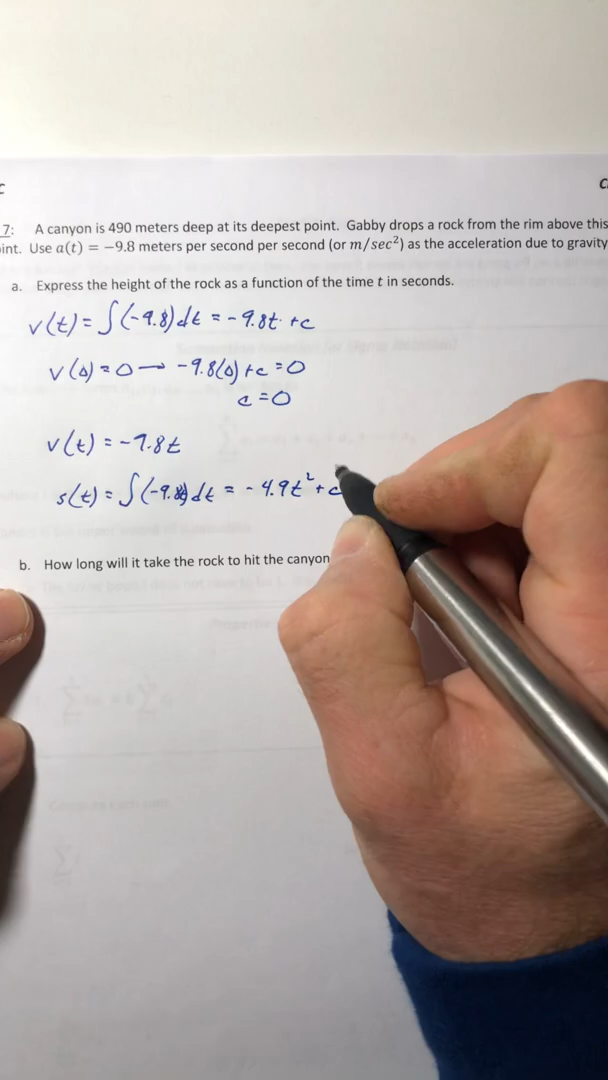 C
C
7: A canyon is 490 meters deep at its deepest point. Gabby drops a rock from the rim above this
int. Use a(t) = −9.8 meters per second per second (or m/sec²) as the acceleration due to gravity
a. Express the height of the rock as a function of the time t in seconds.
v(t) = ∫(-9.8)dt = -9.8t + c
v(0) = 0 → -9.8(0) + c = 0
c = 0
v(t) = -9.8t
s(t) = ∫(-9.8t)dt = -4.9t² + c
b. How long will it take the rock to hit the canyon